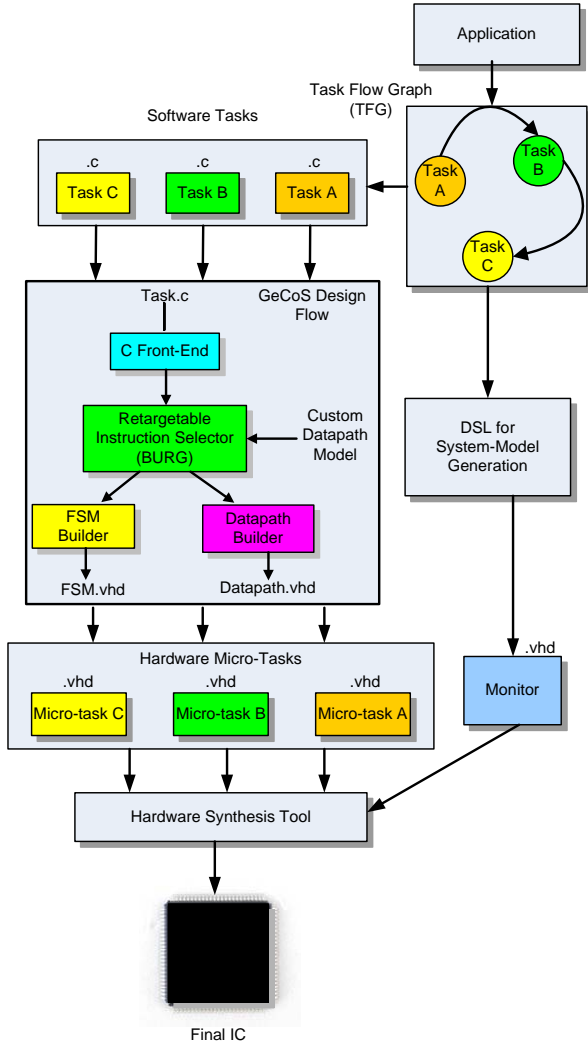 Application
Task Flow Graph
(TFG)
Software Tasks
Task
A
Task
B
Task
C
.c
.c
.c
Task C
Task B
Task A
Task.c
GeCoS Design
Flow
C Front-End
Retargetable
Instruction Selector
(BURG)
Custom
Datapath
Model
DSL for
System-Model
Generation
FSM
Builder
Datapath
Builder
FSM.vhd
Datapath.vhd
Hardware Micro-Tasks
.vhd
.vhd
.vhd
Micro-task C
Micro-task B
Micro-task A
.vhd
Monitor
Hardware Synthesis Tool
Final IC